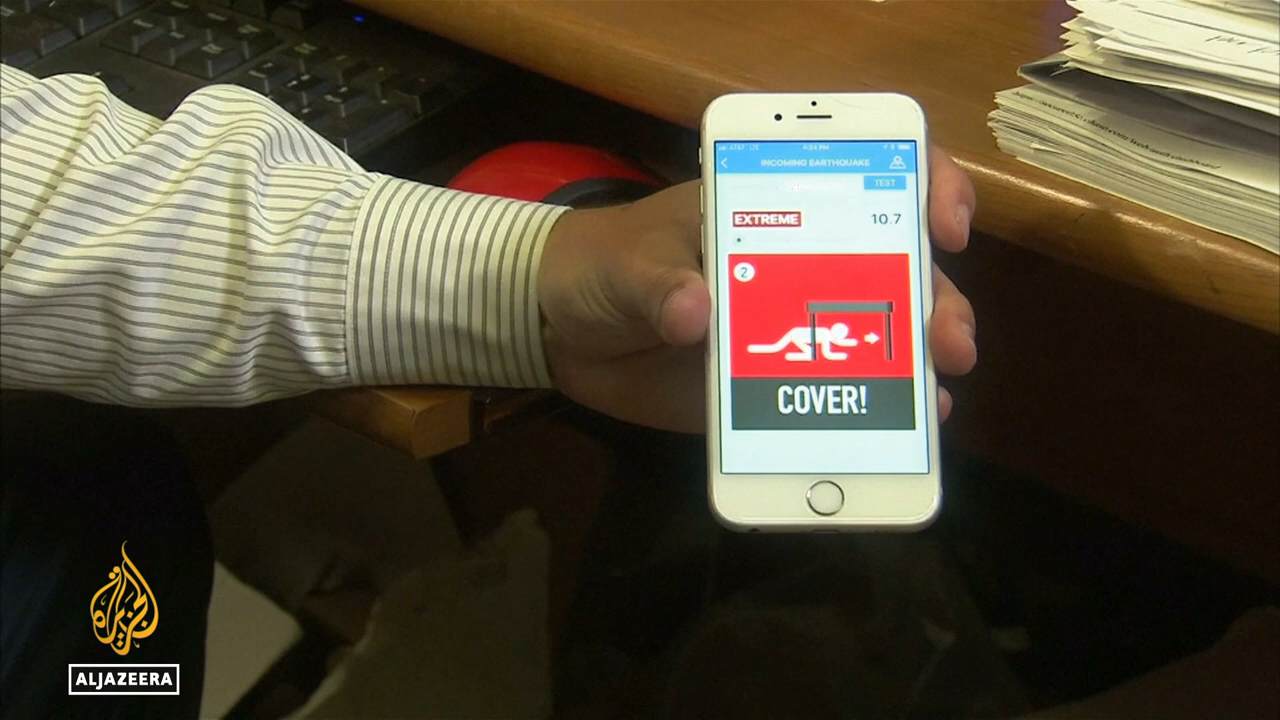 INCOMING EARTHQUAKE
TEST
EXTREME
10.7
2
COVER!
الجزيرة
ALJAZEERA